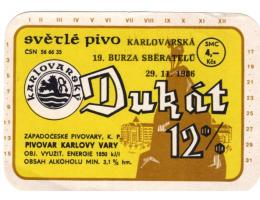 I II III IV V VI VII VIII IX X XI XII
světlé pivo KARLOVARSKÁ
ČSN 56 66 35
19. BURZA SBĚRATELŮ
29. 11. 1986
SMC
4,-
Kčs
KARLOVARSKÝ
Dukát
12%
ZÁPADOČESKÉ PIVOVARY, K. P.
PIVOVAR KARLOVY VARY
OBJ. VYUŽIT. ENERGIE 1850 kJ/l
OBSAH ALKOHOLU MIN. 3,1 % hm.